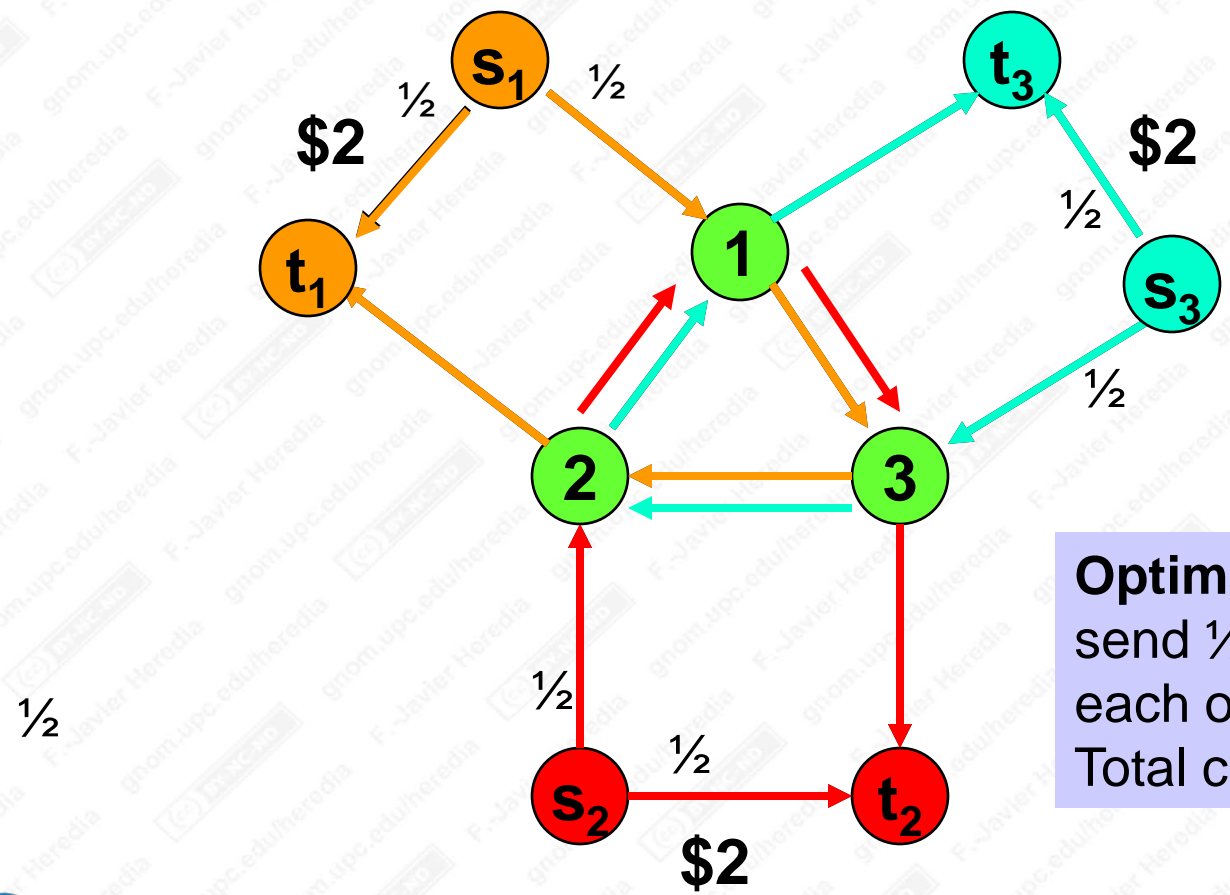 s1
½
½
$2
t3
$2
½
1
t1
s3
½
2
3
Optim
send ½
each o
Total c
½
½
½
s2
t2
$2